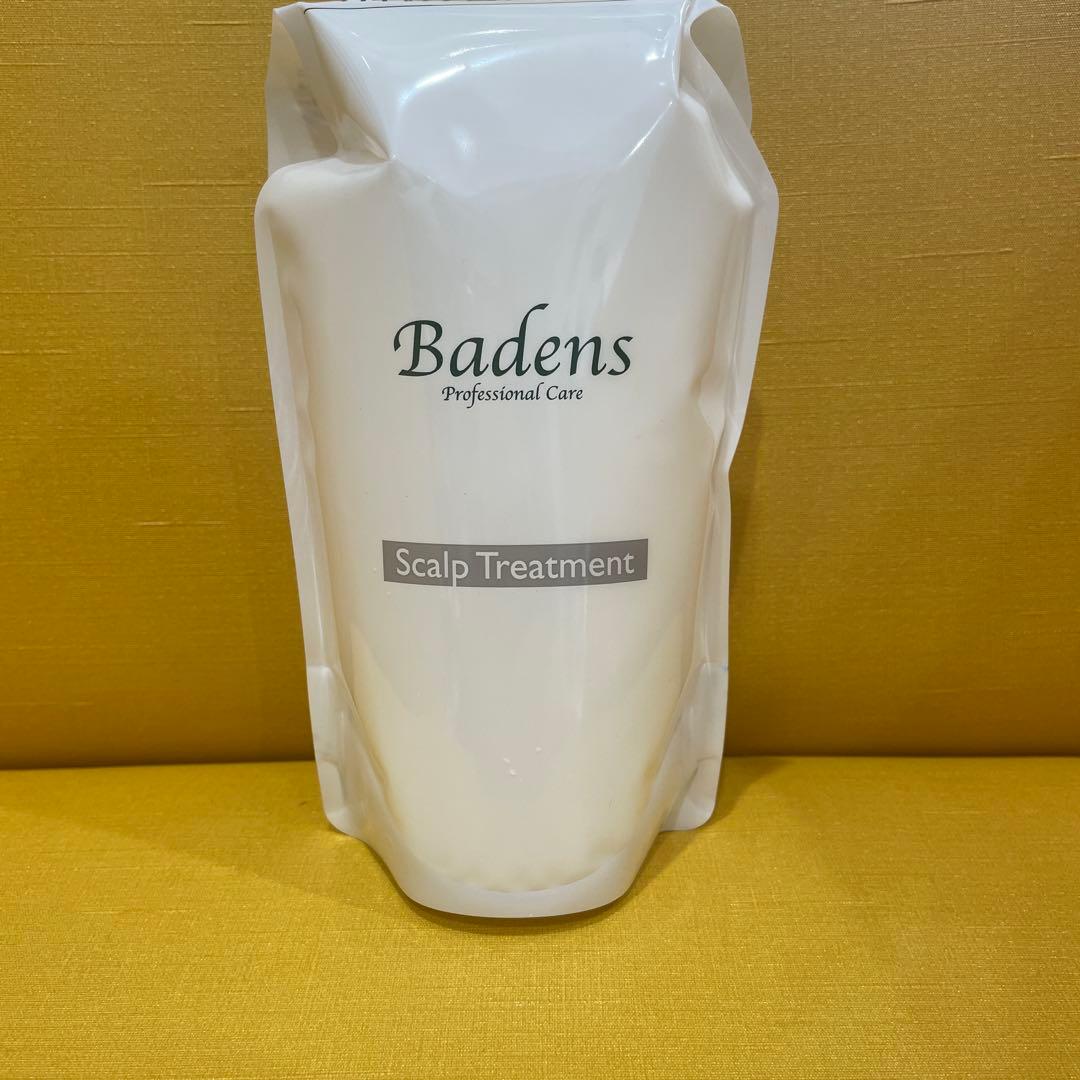 Badens
Professional Care
Scalp Treatment